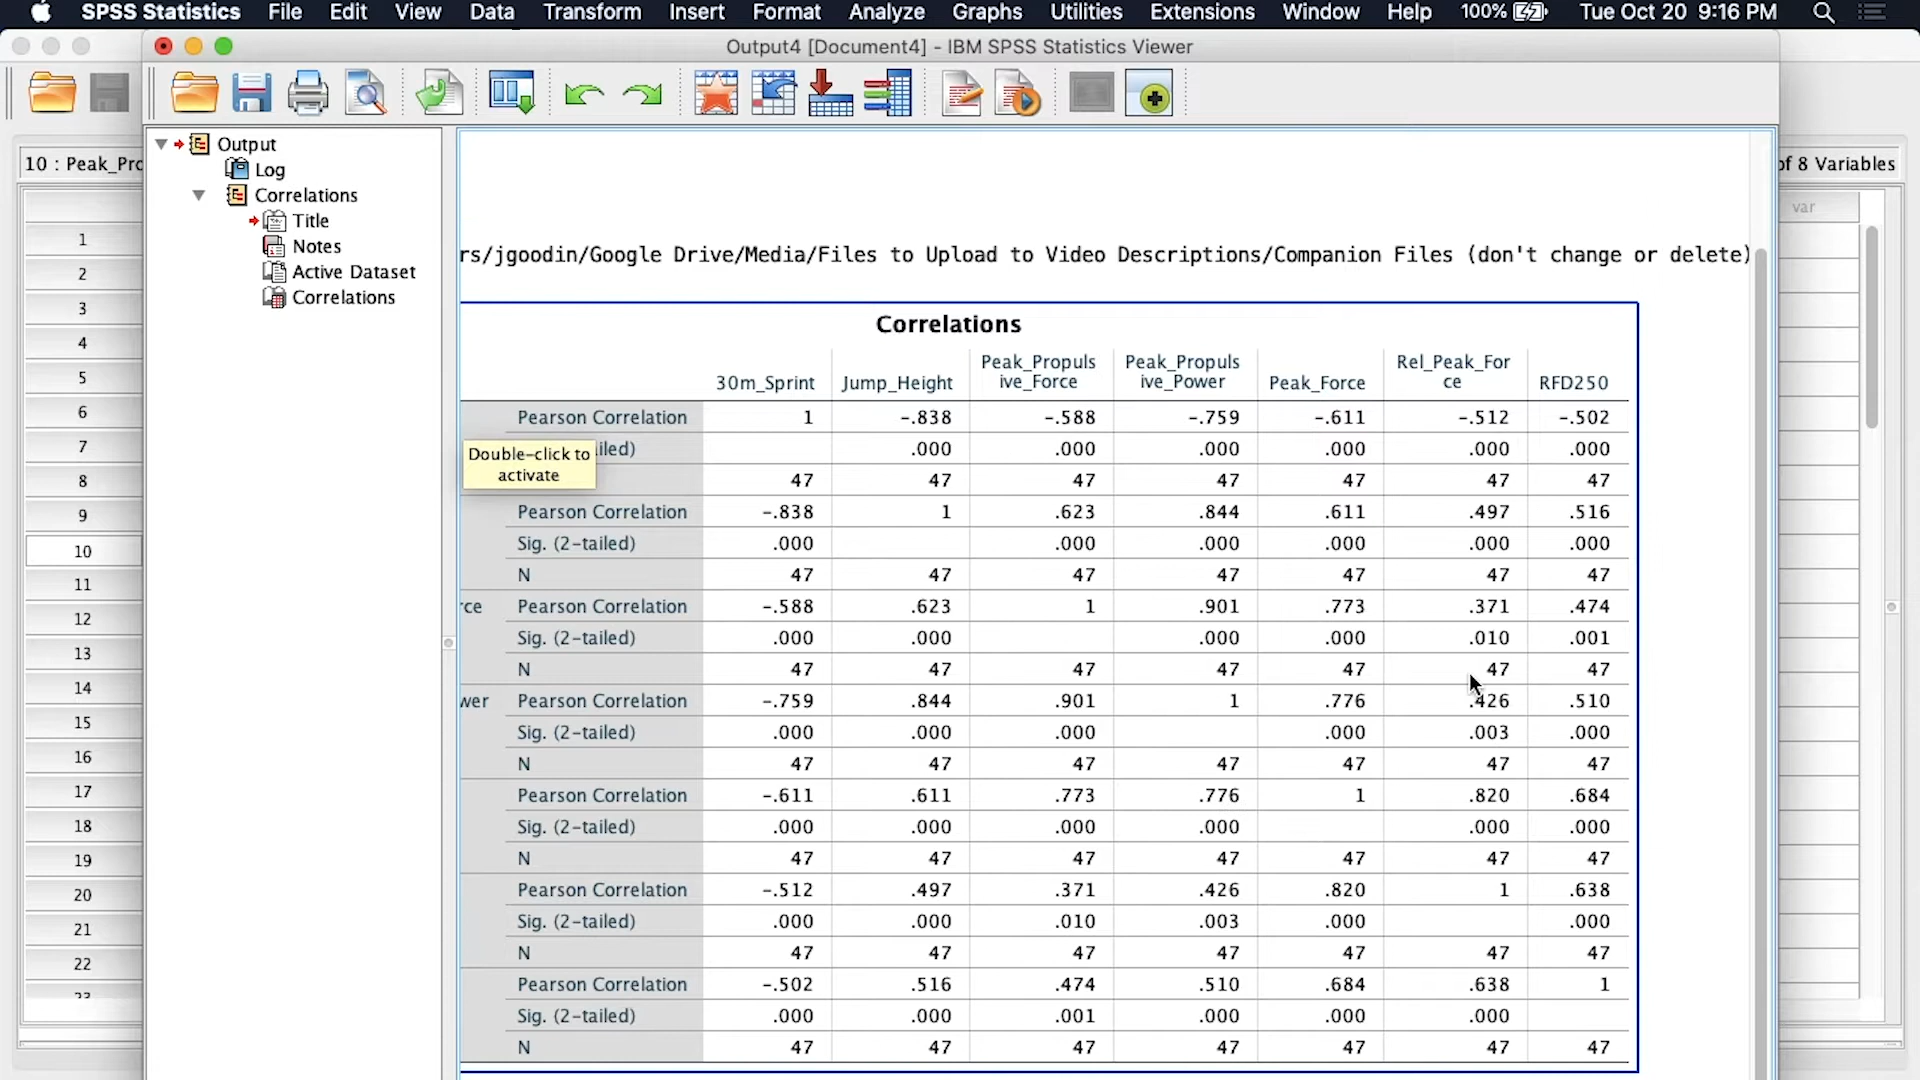 SPSS Statistics File Edit View Data Transform Insert Format Analyze Graphs Utilities Extensions Window Help 100% Tue Oct 20 9:16 PM
Output4 [Document4] - IBM SPSS Statistics Viewer
10 : Peak_Pro
of 8 Variables
var
1
2
3
4
5
6
7
8
9
10
11
12
13
14
15
16
17
18
19
20
21
22
23
Output
Log
Correlations
Title
Notes
Active Dataset
Correlations
rs/jgoodin/Google Drive/Media/Files to Upload to Video Descriptions/Companion Files (don't change or delete)
Correlations
30m_Sprint Jump_Height Peak_Propuls ive_Force Peak_Propuls ive_Power Peak_Force Rel_Peak_For ce RFD250
Pearson Correlation 1 -.838 -.588 -.759 -.611 -.512 -.502
iled) .000 .000 .000 .000 .000 .000
47 47 47 47 47 47 47
Double-click to
activate
Pearson Correlation -.838 1 .623 .844 .611 .497 .516
Sig. (2-tailed) .000 .000 .000 .000 .000 .000
N 47 47 47 47 47 47 47
rce Pearson Correlation -.588 .623 1 .901 .773 .371 .474
Sig. (2-tailed) .000 .000 .000 .000 .010 .001
N 47 47 47 47 47 47 47
wer Pearson Correlation -.759 .844 .901 1 .776 .426 .510
Sig. (2-tailed) .000 .000 .000 .000 .003 .000
N 47 47 47 47 47 47 47
Pearson Correlation -.611 .611 .773 .776 1 .820 .684
Sig. (2-tailed) .000 .000 .000 .000 .000 .000
N 47 47 47 47 47 47 47
Pearson Correlation -.512 .497 .371 .426 .820 1 .638
Sig. (2-tailed) .000 .000 .010 .003 .000 .000
N 47 47 47 47 47 47 47
Pearson Correlation -.502 .516 .474 .510 .684 .638 1
Sig. (2-tailed) .000 .000 .001 .000 .000 .000
N 47 47 47 47 47 47 47